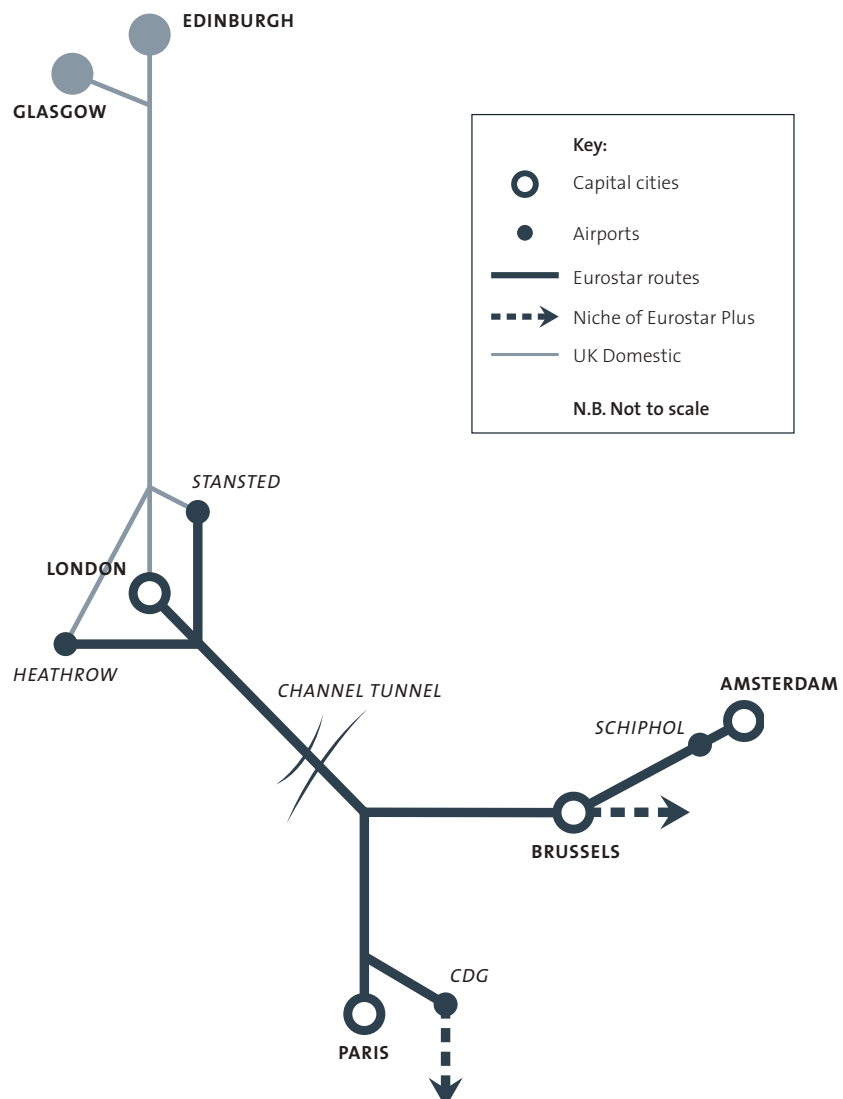 EDINBURGH
GLASGOW
Key:
Capital cities
Airports
Eurostar routes
Niche of Eurostar Plus
UK Domestic
N.B. Not to scale
STANSTED
LONDON
HEATHROW
CHANNEL TUNNEL
AMSTERDAM
SCHIPHOL
BRUSSELS
CDG
PARIS